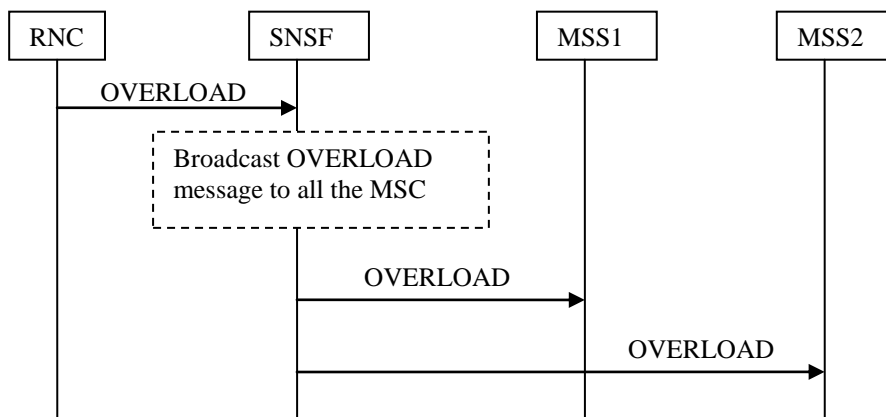 RNC
SNSF
MSS1
MSS2
OVERLOAD
Broadcast OVERLOAD
message to all the MSC
OVERLOAD
OVERLOAD